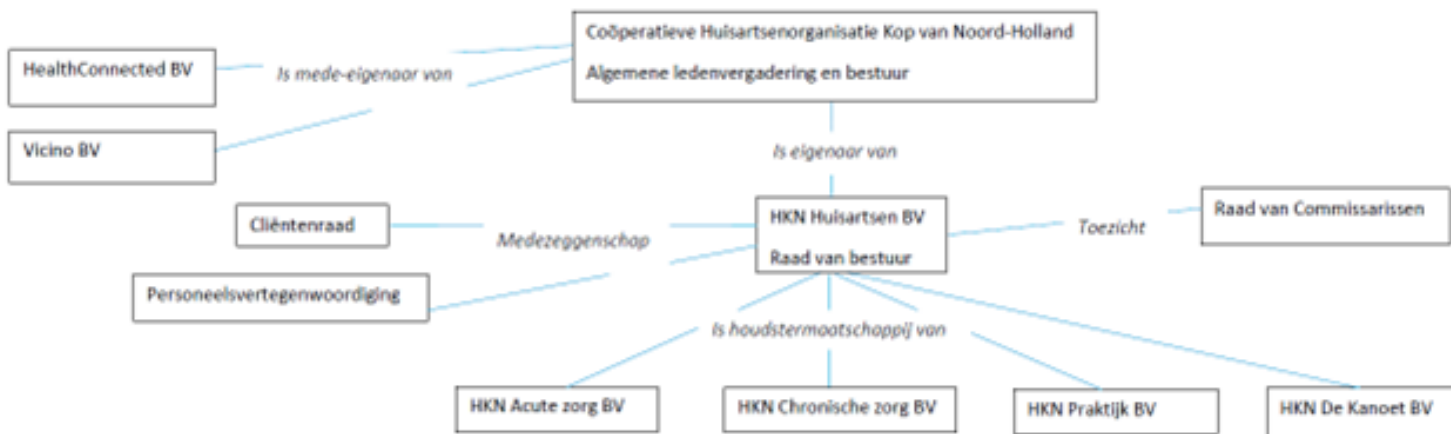 Coöperatieve Huisartsenorganisatie Kop van Noord-Holland
Algemene ledenvergadering en bestuur
HealthConnected BV
Is mede-eigenaar van
Vicino BV
Is eigenaar van
Cliëntenraad
Medezeggenschap
HKN Huisartsen BV
Raad van bestuur
Toezicht
Raad van Commissarissen
Personeelsvertegenwoordiging
Is houdstermaatschappij van
HKN Acute zorg BV
HKN Chronische zorg BV
HKN Praktijk BV
HKN De Kanoet BV